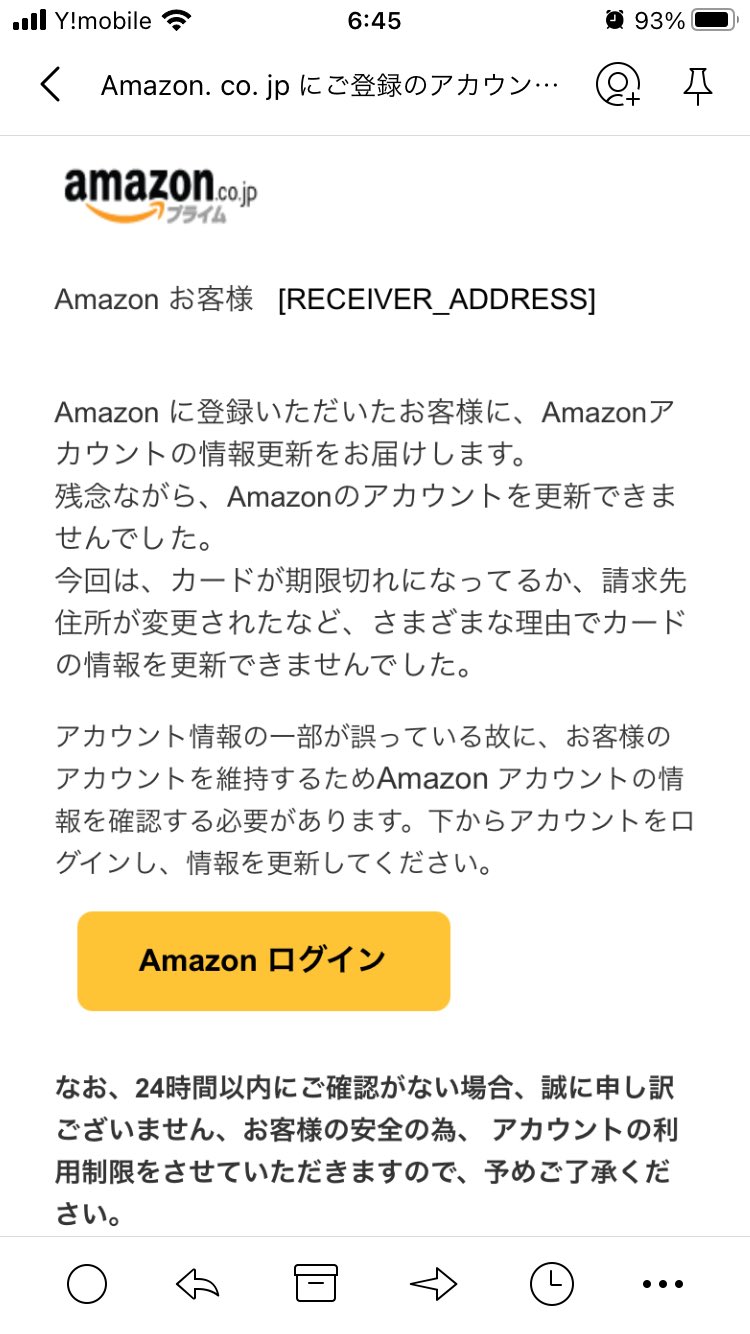 Y!mobile 6:45 93%
Amazon. co. jp にご登録のアカウン…
amazon.co.jp
プライム
Amazon お客様 [RECEIVER_ADDRESS]
Amazon に登録いただいたお客様に、Amazonア
カウントの情報更新をお届けします。
残念ながら、Amazonのアカウントを更新できま
せんでした。
今回は、カードが期限切れになってるか、請求先
住所が変更されたなど、さまざまな理由でカード
の情報を更新できませんでした。
アカウント情報の一部が誤っている故に、お客様の
アカウントを維持するためAmazon アカウントの情
報を確認する必要があります。下からアカウントをロ
グインし、情報を更新してください。
Amazon ログイン
なお、24時間以内にご確認がない場合、誠に申し訳
ございません、お客様の安全の為、 アカウントの利
用制限をさせていただきますので、予めご了承くだ
さい。